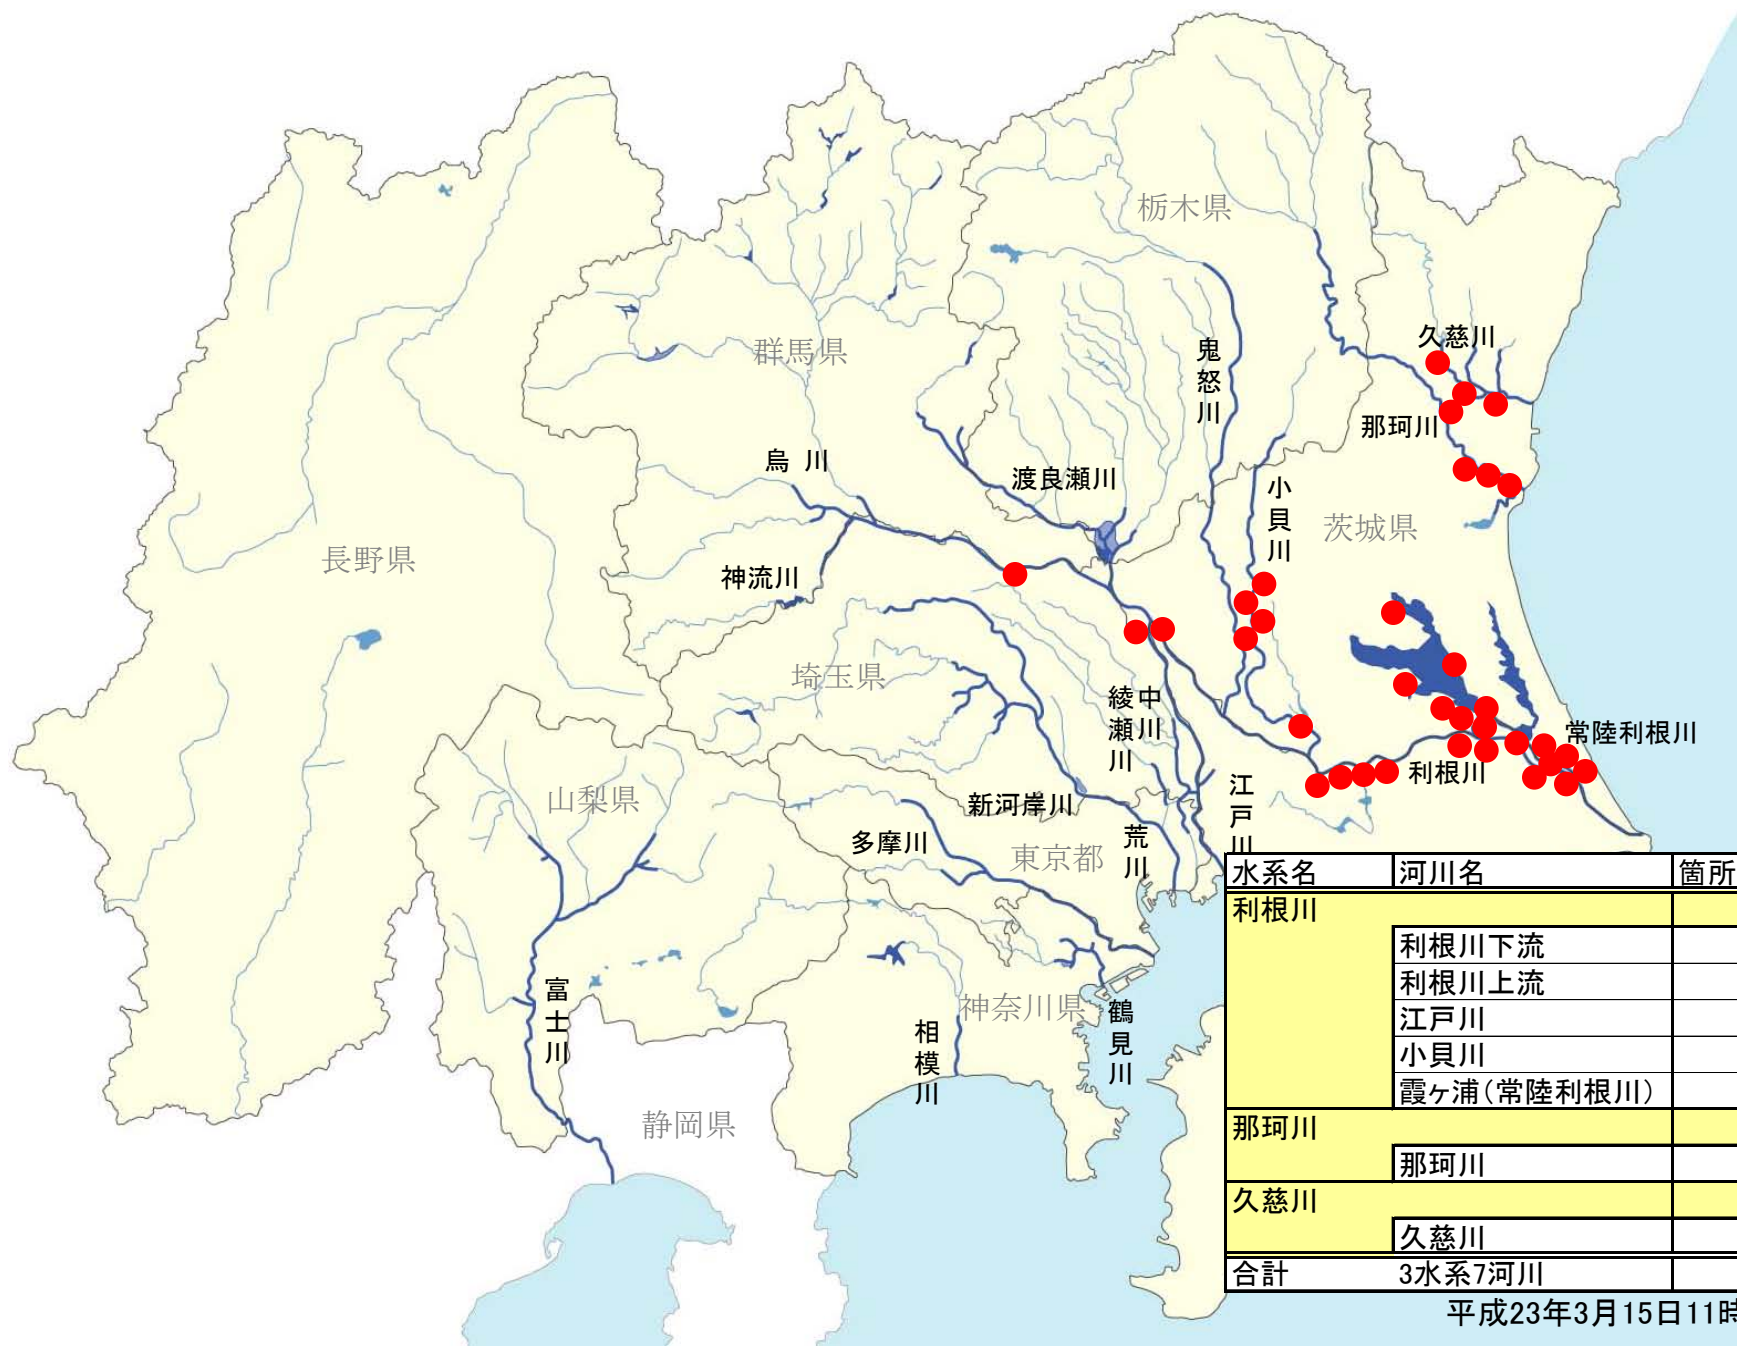 栃木県
久慈川
鬼怒川
群馬県
那珂川
烏 川
渡良瀬川
小貝川
茨城県
長野県
神流川
埼玉県
綾瀬川
中川
常陸利根川
利根川
江戸川
山梨県
新河岸川
多摩川
東京都
荒川
富士川
神奈川県
鶴見川
相模川
静岡県
水系名 河川名 箇所
利根川
利根川下流
利根川上流
江戸川
小貝川
霞ヶ浦(常陸利根川)
那珂川
那珂川
久慈川
久慈川
合計 3水系7河川
平成23年3月15日11時